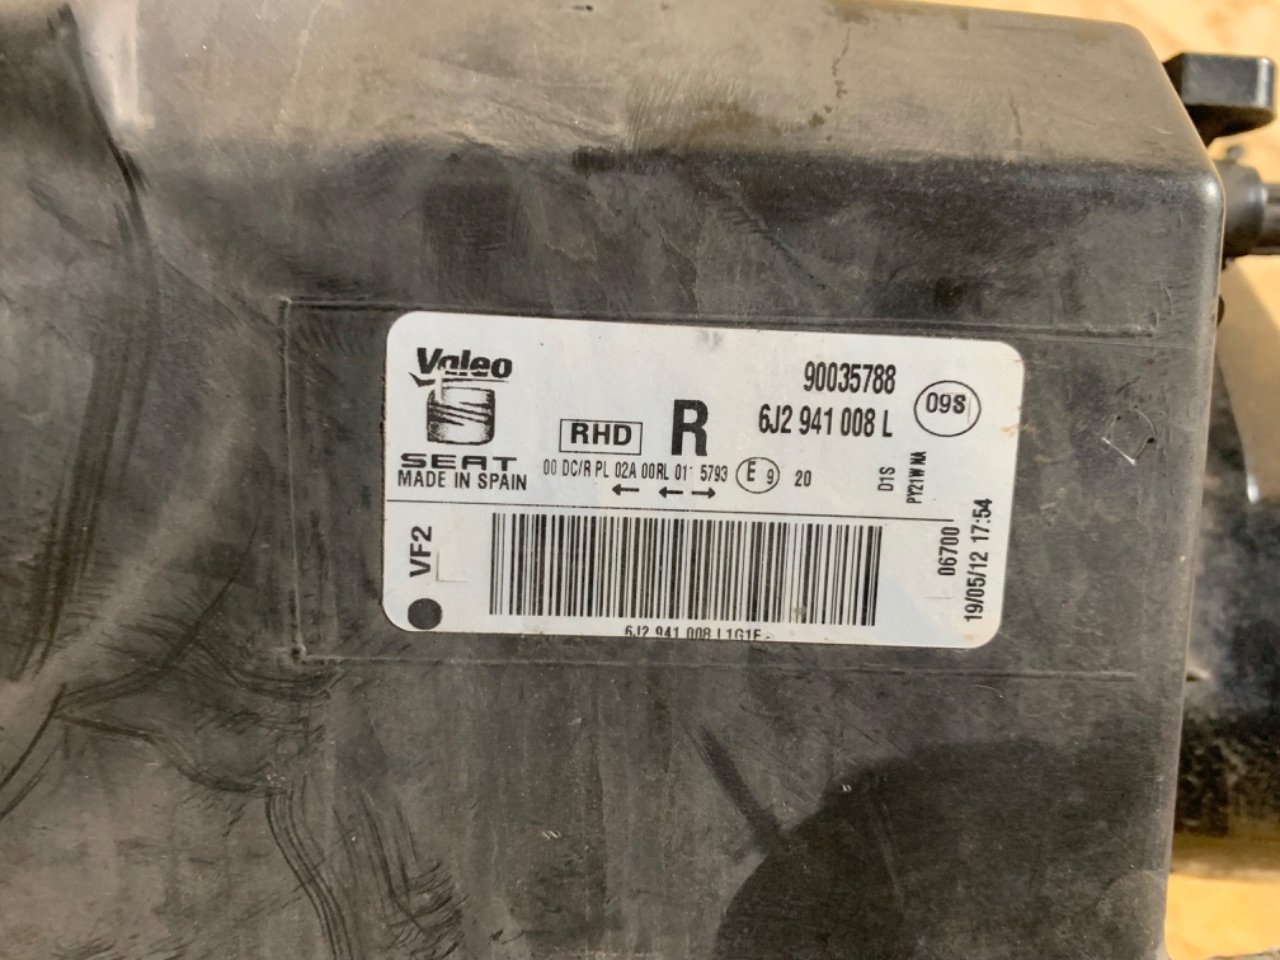 Valeo
SEAT
MADE IN SPAIN
RHD
R
90035788
6J2 941 008 L
09S
00 DC/R PL 02A 00RL 01 5793
E 9
20
D1S
PY21W NA
VF2
06700
19/05/12 17:54
6J2 941 008 L1G1F